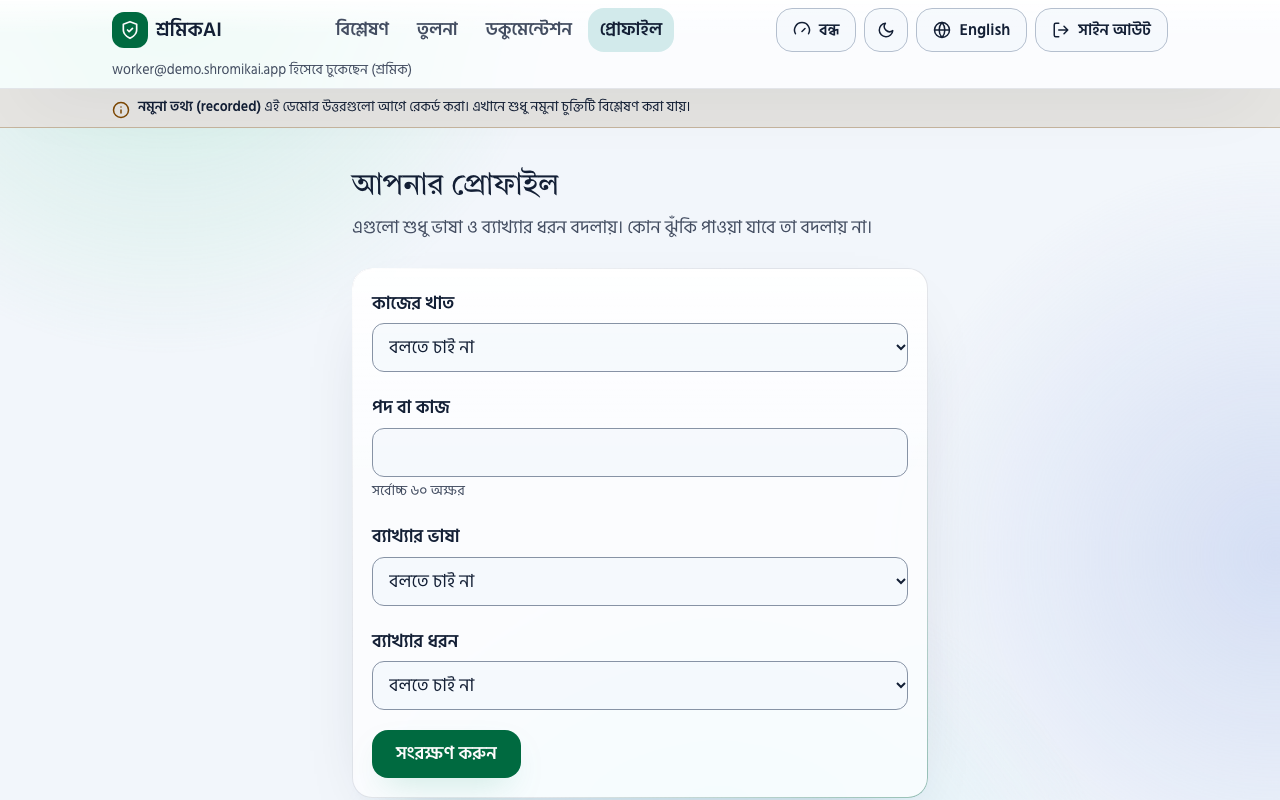 শ্রমিকAI
বিশ্লেষণ
তুলনা
ডকুমেন্টেশন
প্রোফাইল
বন্ধ
English
সাইন আউট
worker@demo.shromikai.app হিসেবে ঢুকেছেন (শ্রমিক)
নমুনা তথ্য (recorded) এই ডেমোর উত্তরগুলো আগে রেকর্ড করা। এখানে শুধু নমুনা চুক্তিটি বিশ্লেষণ করা যায়।
আপনার প্রোফাইল
এগুলো শুধু ভাষা ও ব্যাখ্যার ধরন বদলায়। কোন ঝুঁকি পাওয়া যাবে তা বদলায় না।
কাজের খাত
বলতে চাই না
পদ বা কাজ
সর্বোচ্চ ৬০ অক্ষর
ব্যাখ্যার ভাষা
বলতে চাই না
ব্যাখ্যার ধরন
বলতে চাই না
সংরক্ষণ করুন